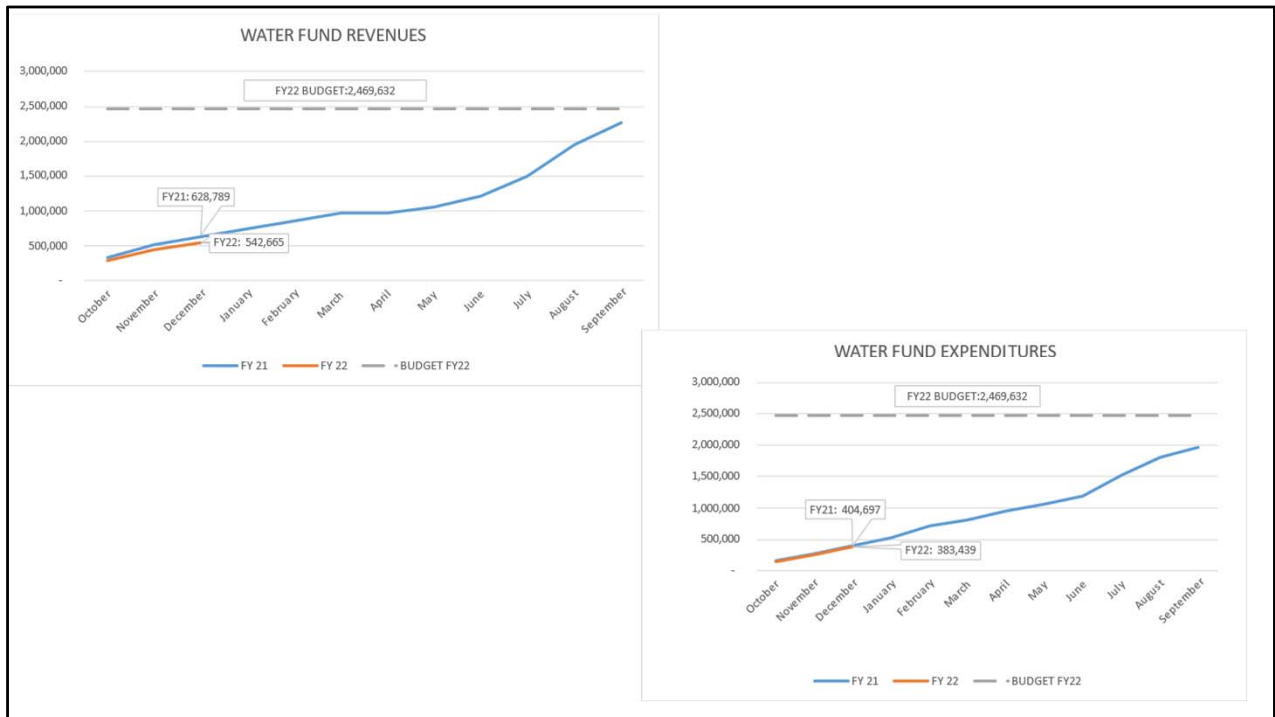 WATER FUND REVENUES
3,000,000
FY22 BUDGET:2,469,632
2,500,000
2,000,000
1,500,000
FY21: 628,789
1,000,000
FY22: 542,665
500,000
-
October November December January February March April May June July August September
FY 21 FY 22 BUDGET FY22
WATER FUND EXPENDITURES
3,000,000
FY22 BUDGET:2,469,632
2,500,000
2,000,000
1,500,000
FY21: 404,697
1,000,000
FY22: 383,439
500,000
-
October November December January February March April May June July August September
FY 21 FY 22 BUDGET FY22